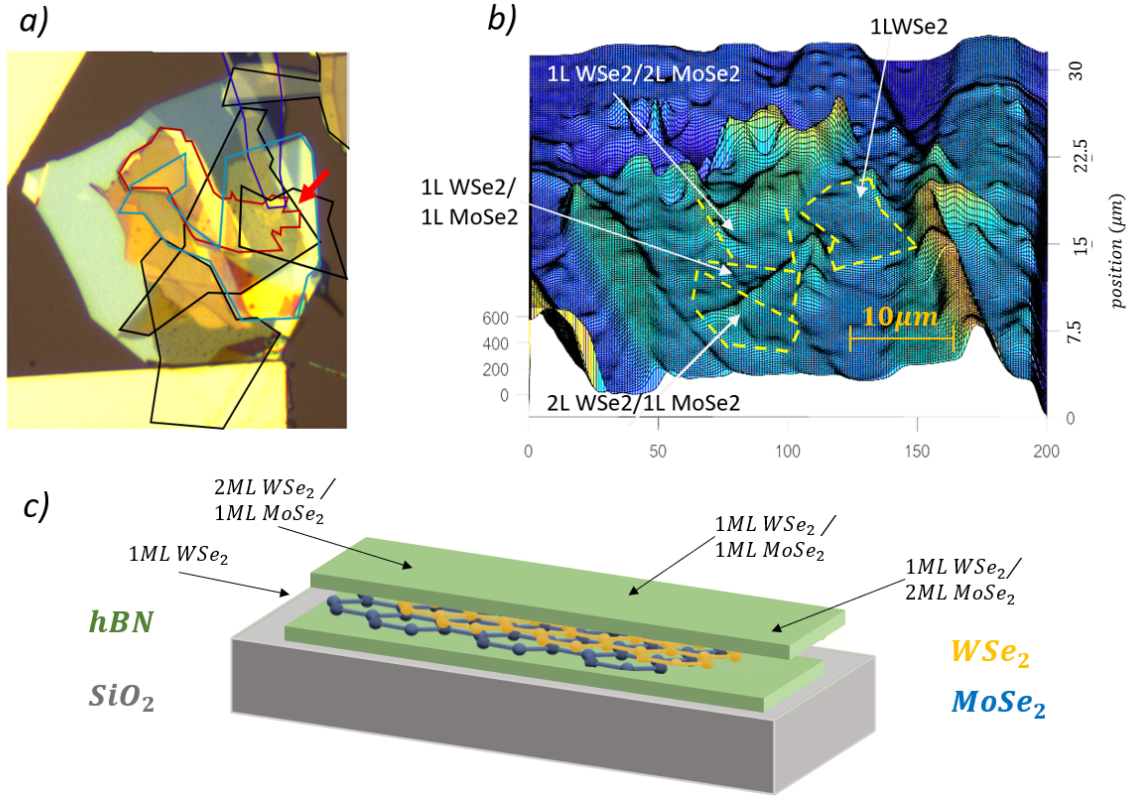 a)
b)
1LWSe2
1L WSe2/2L MoSe2
1L WSe2/
1L MoSe2
2L WSe2/1L MoSe2
10μm
600
400
200
0
0
50
100
150
200
30
22.5
15
7.5
0
position (μm)
c)
2ML WSe₂ /
1ML MoSe₂
1ML WSe₂
1ML WSe₂ /
1ML MoSe₂
1ML WSe₂/
2ML MoSe₂
hBN
SiO₂
WSe₂
MoSe₂